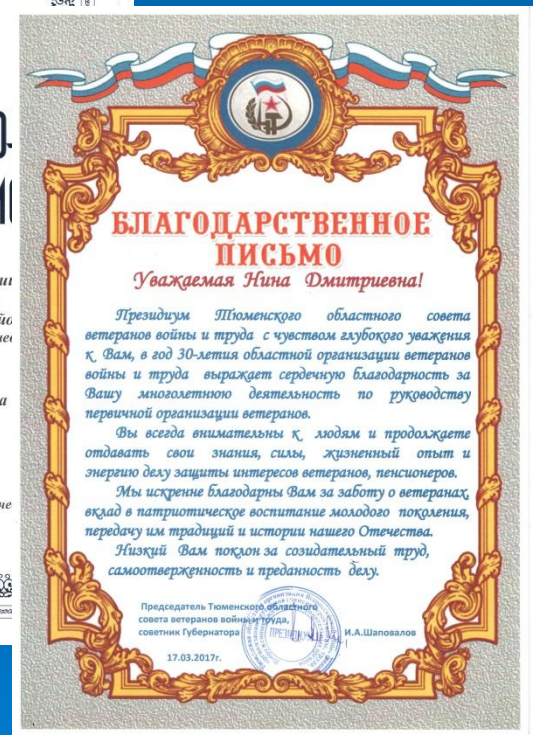 БЛАГОДАРСТВЕННОЕ
ПИСЬМО
Уважаемая Нина Дмитриевна!
Президиум Тюменского областного совета
ветеранов войны и труда с чувством глубокого уважения
к Вам, в год 30-летия областной организации ветеранов
войны и труда выражает сердечную благодарность за
Вашу многолетнюю деятельность по руководству
первичной организации ветеранов.
Вы всегда внимательны к людям и продолжаете
отдавать свои знания, силы, жизненный опыт и
энергию делу защиты интересов ветеранов, пенсионеров.
Мы искренне благодарны Вам за заботу о ветеранах,
вклад в патриотическое воспитание молодого поколения,
передачу им традиций и истории нашего Отечества.
Низкий Вам поклон за созидательный труд,
самоотверженность и преданность делу.
Председатель Тюменского областного
совета ветеранов войны и труда,
советник Губернатора И.А.Шаповалов
ПРЕЗИДИУМ
17.03.2017г.